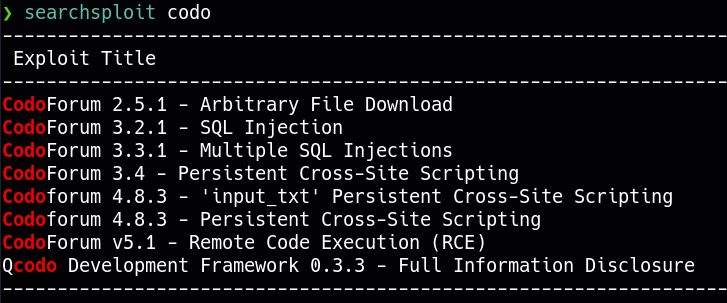 ❯ searchsploit codo
--------------------------------------------------------------------------------
Exploit Title
--------------------------------------------------------------------------------
CodoForum 2.5.1 - Arbitrary File Download
CodoForum 3.2.1 - SQL Injection
CodoForum 3.3.1 - Multiple SQL Injections
CodoForum 3.4 - Persistent Cross-Site Scripting
Codoforum 4.8.3 - 'input_txt' Persistent Cross-Site Scripting
Codoforum 4.8.3 - Persistent Cross-Site Scripting
CodoForum v5.1 - Remote Code Execution (RCE)
Qcodo Development Framework 0.3.3 - Full Information Disclosure
--------------------------------------------------------------------------------